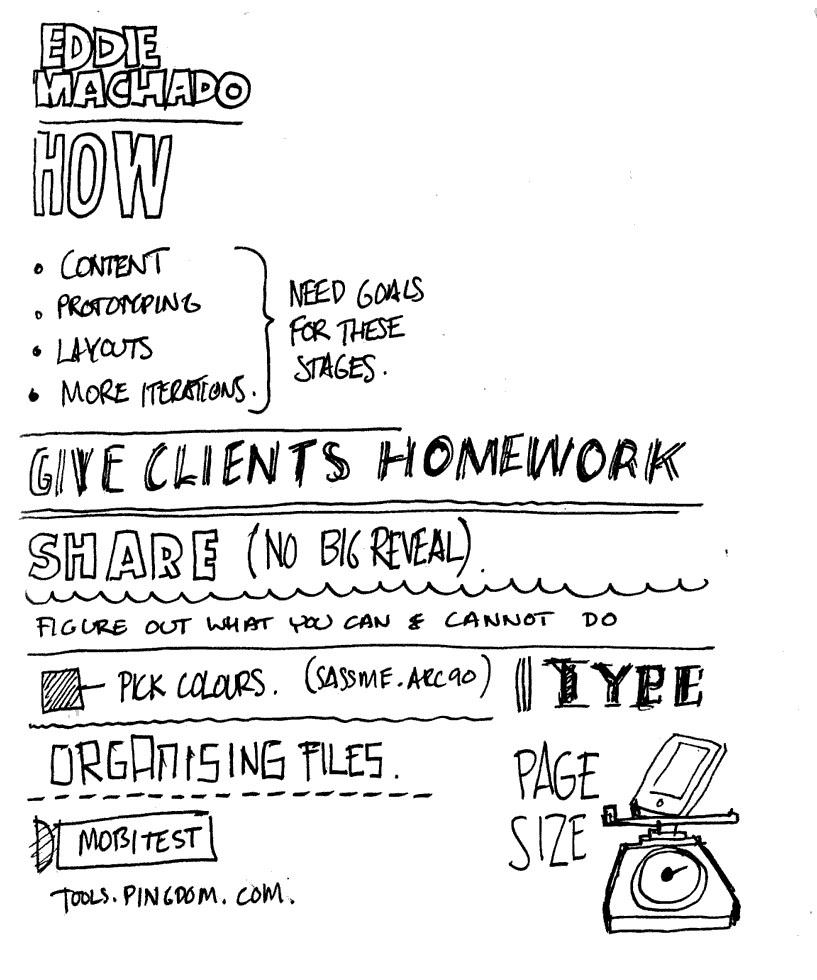 EDDIE
MACHADO
HOW
• CONTENT
• PROTOTYPING
• LAYOUTS
• MORE ITERATIONS.
NEED GOALS
FOR THESE
STAGES.
GIVE CLIENTS HOMEWORK
SHARE (NO BIG REVEAL).
FIGURE OUT WHAT YOU CAN & CANNOT DO
PICK COLOURS. (SASSME.ARC90)
TYPE
ORGANISING FILES.
PAGE
SIZE
MOBITEST
TOOLS.PINGDOM.COM.